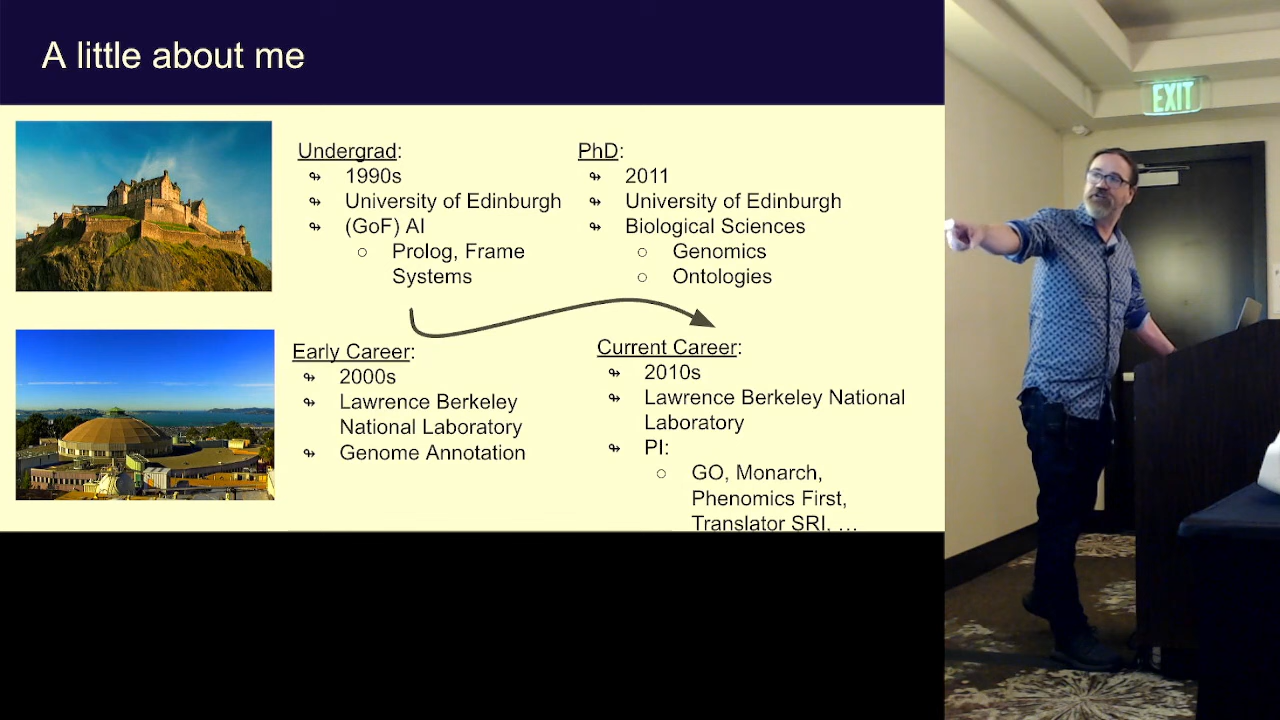 A little about me
Undergrad:
1990s
University of Edinburgh
(GoF) AI
Prolog, Frame
Systems
PhD:
2011
University of Edinburgh
Biological Sciences
Genomics
Ontologies
Early Career:
2000s
Lawrence Berkeley
National Laboratory
Genome Annotation
Current Career:
2010s
Lawrence Berkeley National
Laboratory
PI:
GO, Monarch,
Phenomics First,
Translator SRI, …
EXIT